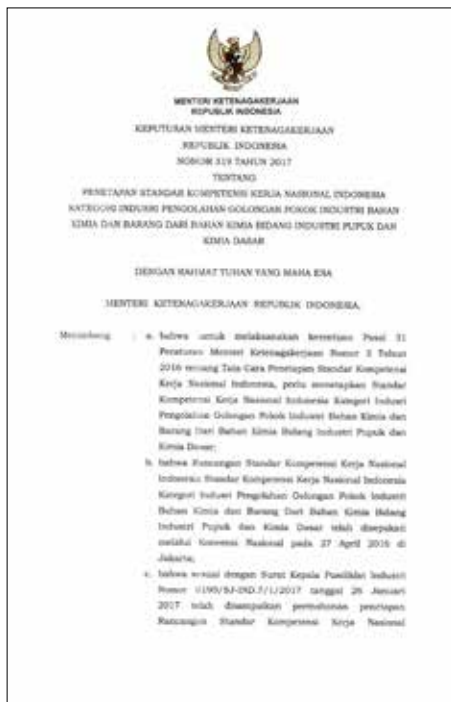 MENTERI KETENAGAKERJAAN
REPUBLIK INDONESIA
KEPUTUSAN MENTERI KETENAGAKERJAAN
REPUBLIK INDONESIA
NOMOR 319 TAHUN 2017
TENTANG
PENETAPAN STANDAR KOMPETENSI KERJA NASIONAL INDONESIA
KATEGORI INDUSRI PENGOLAHAN GOLONGAN POKOK INDUSTRI BAHAN
KIMIA DAN BARANG DARI BAHAN KIMIA BIDANG INDUSTRI PUPUK DAN
KIMIA DASAR
DENGAN RAHMAT TUHAN YANG MAHA ESA
MENTERI KETENAGAKERJAAN REPUBLIK INDONESIA,
Menimbang : a. bahwa untuk melaksanakan ketentuan Pasal 31
Peraturan Menteri Ketenagakerjaan Nomor 3 Tahun
2016 tentang Tata Cara Penetapan Standar Kompetensi
Kerja Nasional Indonesia, perlu menetapkan Standar
Kompetensi Kerja Nasional Indonesia Kategori Indusri
Pengolahan Golongan Pokok Industri Bahan Kimia dan
Barang Dari Bahan Kimia Bidang Industri Pupuk dan
Kimia Dasar;
b. bahwa Rancangan Standar Kompetensi Kerja Nasional
Indonesia Standar Kompetensi Kerja Nasional Indonesia
Kategori Indusri Pengolahan Golongan Pokok Industri
Bahan Kimia dan Barang Dari Bahan Kimia Bidang
Industri Pupuk dan Kimia Dasar telah disepakati
melalui Konvensi Nasional pada 27 April 2016 di
Jakarta;
c. bahwa sesuai dengan Surat Kepala Pusdiklat Industri
Nomor tanggal 26 Januari
2017 telah disampaikan permohonan penetapan
Rancangan Standar Kompetensi Kerja Nasional